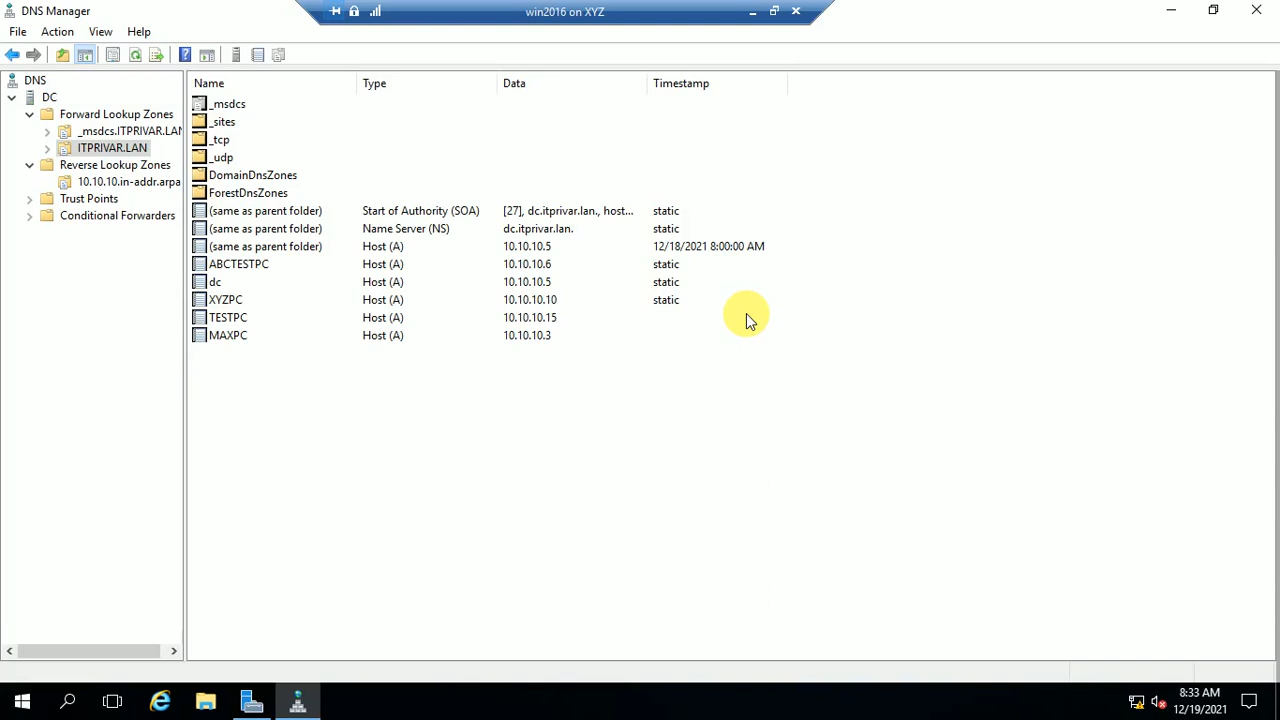 DNS Manager
win2016 on XYZ
File Action View Help
DNS
DC
Forward Lookup Zones
_msdcs.ITPRIVAR.LAN
ITPRIVAR.LAN
Reverse Lookup Zones
10.10.10.in-addr.arpa
Trust Points
Conditional Forwarders
Name Type Data Timestamp
_msdcs
_sites
_tcp
_udp
DomainDnsZones
ForestDnsZones
(same as parent folder) Start of Authority (SOA) [27], dc.itprivar.lan., host... static
(same as parent folder) Name Server (NS) dc.itprivar.lan. static
(same as parent folder) Host (A) 10.10.10.5 12/18/2021 8:00:00 AM
ABCTESTPC Host (A) 10.10.10.6 static
dc Host (A) 10.10.10.5 static
XYZPC Host (A) 10.10.10.10 static
TESTPC Host (A) 10.10.10.15
MAXPC Host (A) 10.10.10.3
8:33 AM
12/19/2021